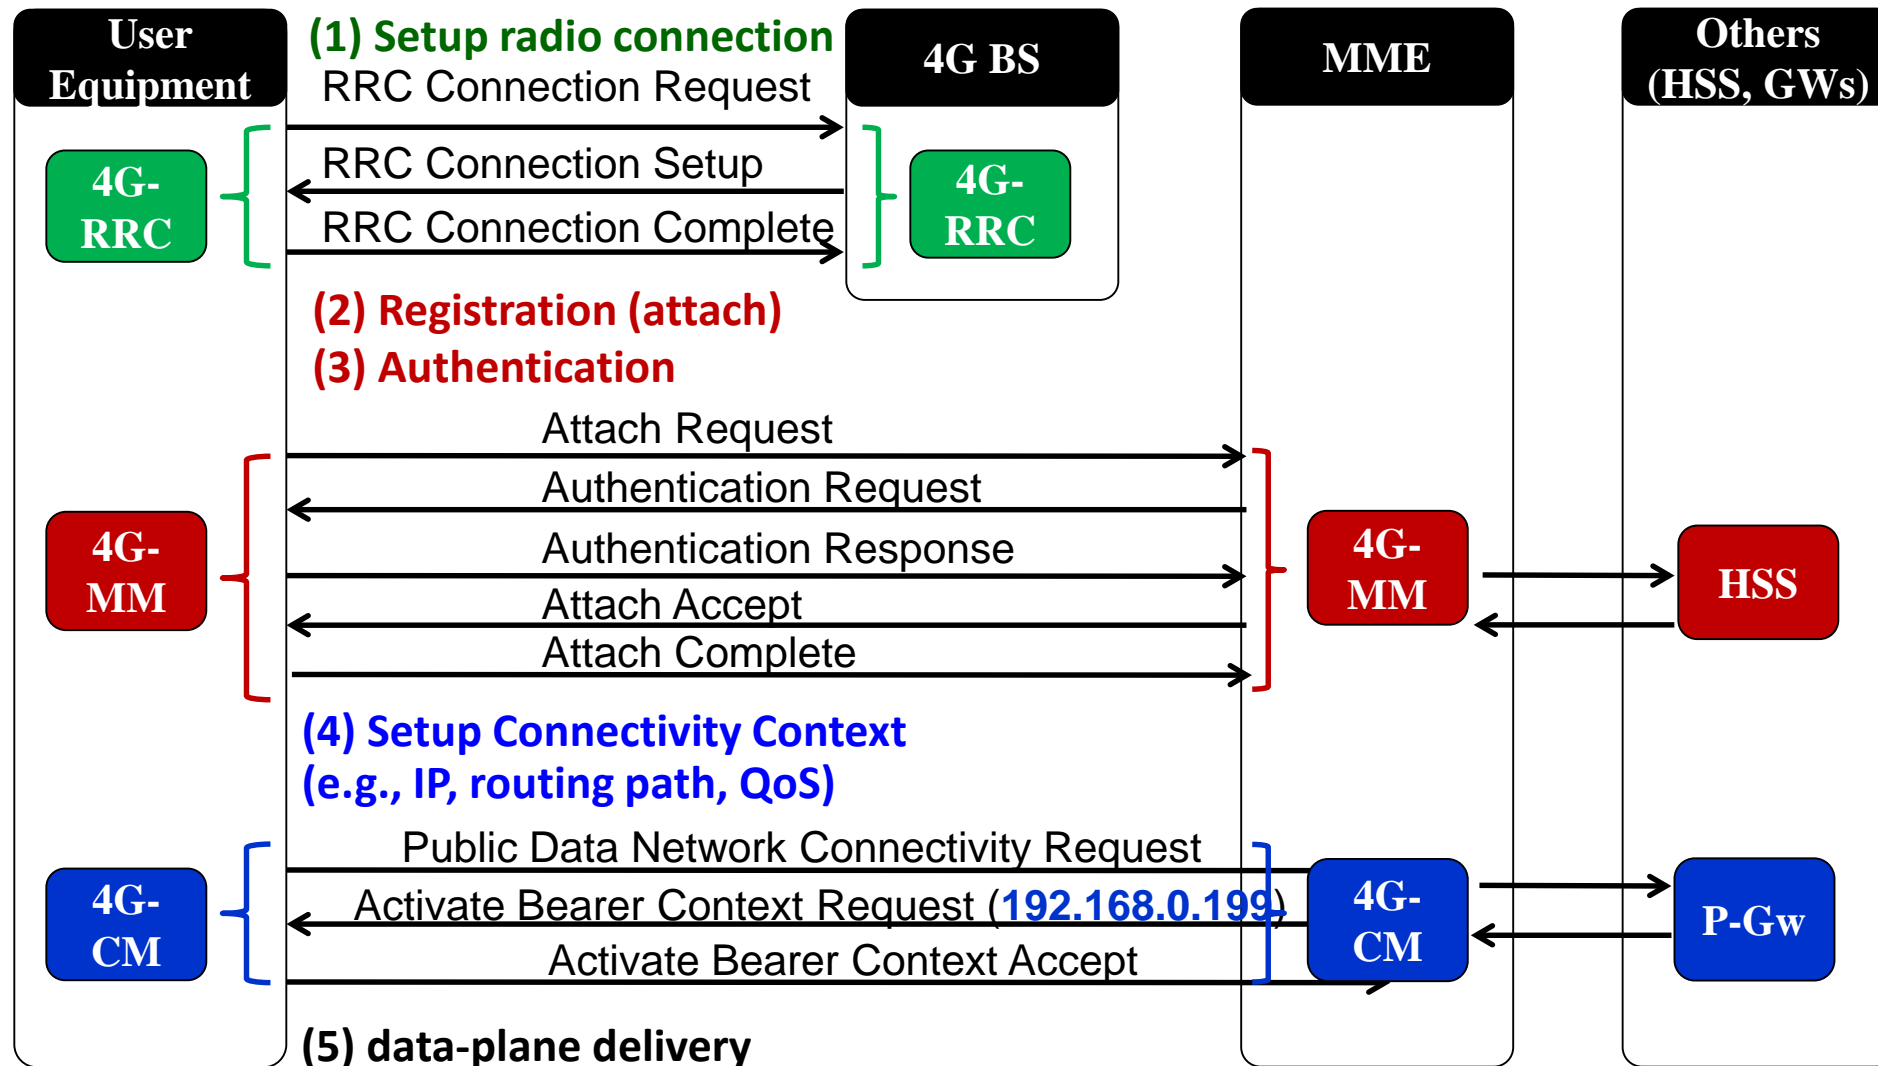 User
Equipment
(1) Setup radio connection
4G BS
MME
Others
(HSS, GWs)
RRC Connection Request
RRC Connection Setup
RRC Connection Complete
4G-
RRC
4G-
RRC
(2) Registration (attach)
(3) Authentication
Attach Request
Authentication Request
Authentication Response
Attach Accept
Attach Complete
4G-
MM
4G-
MM
HSS
(4) Setup Connectivity Context
(e.g., IP, routing path, QoS)
Public Data Network Connectivity Request
Activate Bearer Context Request (192.168.0.199)
Activate Bearer Context Accept
4G-
CM
4G-
CM
P-Gw
(5) data-plane delivery